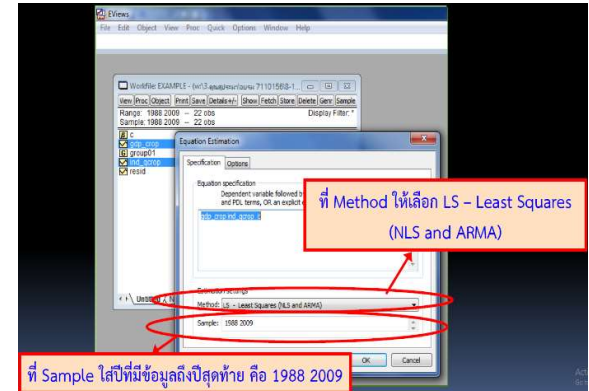 EViews
File Edit Object View Proc Quick Options Window Help
Workfile: EXAMPLE -
View Proc Object Print Save Details+/- Show Fetch Store Delete Genr Sample
Range: 1988 2009 – 22 obs
Display Filter: *
Sample: 1988 2009 – 22 obs
c
gdp_crop
group01
ind_qcrop
resid
Equation Estimation
Specification Options
Equation specification
Dependent variable followed by
and PDL terms, OR an explicit
gdp_crop ind_qcrop c
ที่ Method ให้เลือก LS – Least Squares
(NLS and ARMA)
Estimation settings
Method: LS - Least Squares (NLS and ARMA)
Sample: 1988 2009
OK Cancel
ที่ Sample ใส่ปีที่มีข้อมูลถึงปีสุดท้าย คือ 1988 2009